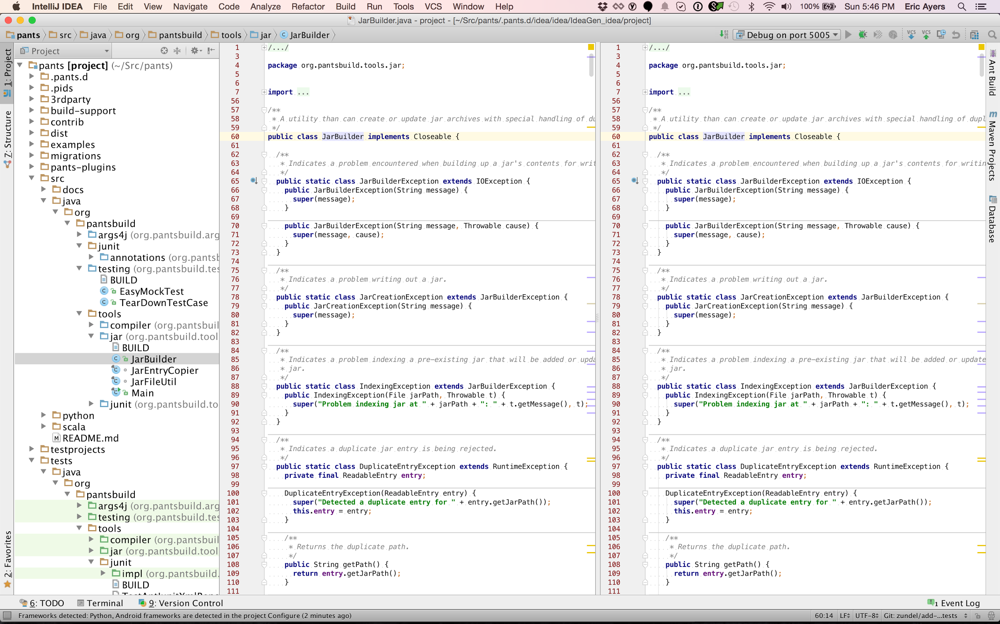 IntelliJ IDEA File Edit View Navigate Code Analyze Refactor Build Run Tools VCS Window Help 100% Sun 5:46 PM Eric Ayers
JarBuilder.java - project - [~/Src/pants/.pants.d/idea/idea/IdeaGen_idea/project]
pants src java org pantsbuild tools jar JarBuilder Debug on port 5005 VCS VCS
1: Project
7: Structure
2: Favorites
Project
pants [project] (~/Src/pants)
.pants.d
.pids
3rdparty
build-support
contrib
dist
examples
migrations
pants-plugins
src
docs
java
org
pantsbuild
args4j (org.pantsbuild.arg
junit
annotations (org.pantsb
testing (org.pantsbuild.tes
BUILD
EasyMockTest
TearDownTestCase
tools
compiler (org.pantsbuil
jar (org.pantsbuild.tool
BUILD
JarBuilder
JarEntryCopier
JarFileUtil
Main
junit (org.pantsbuild.to
python
scala
README.md
testprojects
tests
java
org
pantsbuild
args4j (org.pantsbuild.arg
testing (org.pantsbuild.tes
tools
compiler (org.pantsbuil
jar (org.pantsbuild.tool
junit
impl (org.pantsbuild.
BUILD
1 /.../
3
4 package org.pantsbuild.tools.jar;
5
6
7 import ...
56
57 /**
58 * A utility than can create or update jar archives with special handling of du
59 */
60 public class JarBuilder implements Closeable {
61
62 /**
63 * Indicates a problem encountered when building up a jar's contents for writ
64 */
65 public static class JarBuilderException extends IOException {
66 public JarBuilderException(String message) {
67 super(message);
68 }
69
70 public JarBuilderException(String message, Throwable cause) {
71 super(message, cause);
72 }
73 }
74
75 /**
76 * Indicates a problem writing out a jar.
77 */
78 public static class JarCreationException extends JarBuilderException {
79 public JarCreationException(String message) {
80 super(message);
81 }
82 }
83
84 /**
85 * Indicates a problem indexing a pre-existing jar that will be added or upda
86 * jar.
87 */
88 public static class IndexingException extends JarBuilderException {
89 public IndexingException(File jarPath, Throwable t) {
90 super("Problem indexing jar at " + jarPath + ": " + t.getMessage(), t);
91 }
92 }
93
94 /**
95 * Indicates a duplicate jar entry is being rejected.
96 */
97 public static class DuplicateEntryException extends RuntimeException {
98 private final ReadableEntry entry;
99
100 DuplicateEntryException(ReadableEntry entry) {
101 super("Detected a duplicate entry for " + entry.getJarPath());
102 this.entry = entry;
103 }
104
105 /**
106 * Returns the duplicate path.
107 */
108 public String getPath() {
109 return entry.getJarPath();
110 }
111
1 /.../
3
4 package org.pantsbuild.tools.jar;
5
6
7 import ...
56
57 /**
58 * A utility than can create or update jar archives with special handling of dupl
59 */
60 public class JarBuilder implements Closeable {
61
62 /**
63 * Indicates a problem encountered when building up a jar's contents for writin
64 */
65 public static class JarBuilderException extends IOException {
66 public JarBuilderException(String message) {
67 super(message);
68 }
69
70 public JarBuilderException(String message, Throwable cause) {
71 super(message, cause);
72 }
73 }
74
75 /**
76 * Indicates a problem writing out a jar.
77 */
78 public static class JarCreationException extends JarBuilderException {
79 public JarCreationException(String message) {
80 super(message);
81 }
82 }
83
84 /**
85 * Indicates a problem indexing a pre-existing jar that will be added or update
86 * jar.
87 */
88 public static class IndexingException extends JarBuilderException {
89 public IndexingException(File jarPath, Throwable t) {
90 super("Problem indexing jar at " + jarPath + ": " + t.getMessage(), t);
91 }
92 }
93
94 /**
95 * Indicates a duplicate jar entry is being rejected.
96 */
97 public static class DuplicateEntryException extends RuntimeException {
98 private final ReadableEntry entry;
99
100 DuplicateEntryException(ReadableEntry entry) {
101 super("Detected a duplicate entry for " + entry.getJarPath());
102 this.entry = entry;
103 }
104
105 /**
106 * Returns the duplicate path.
107 */
108 public String getPath() {
109 return entry.getJarPath();
110 }
111
Ant Build
Maven Projects
Database
6: TODO Terminal 9: Version Control 1 Event Log
Frameworks detected: Python, Android frameworks are detected in the project Configure (2 minutes ago) 60:14 LF UTF-8 Git: zundel/add-...tests